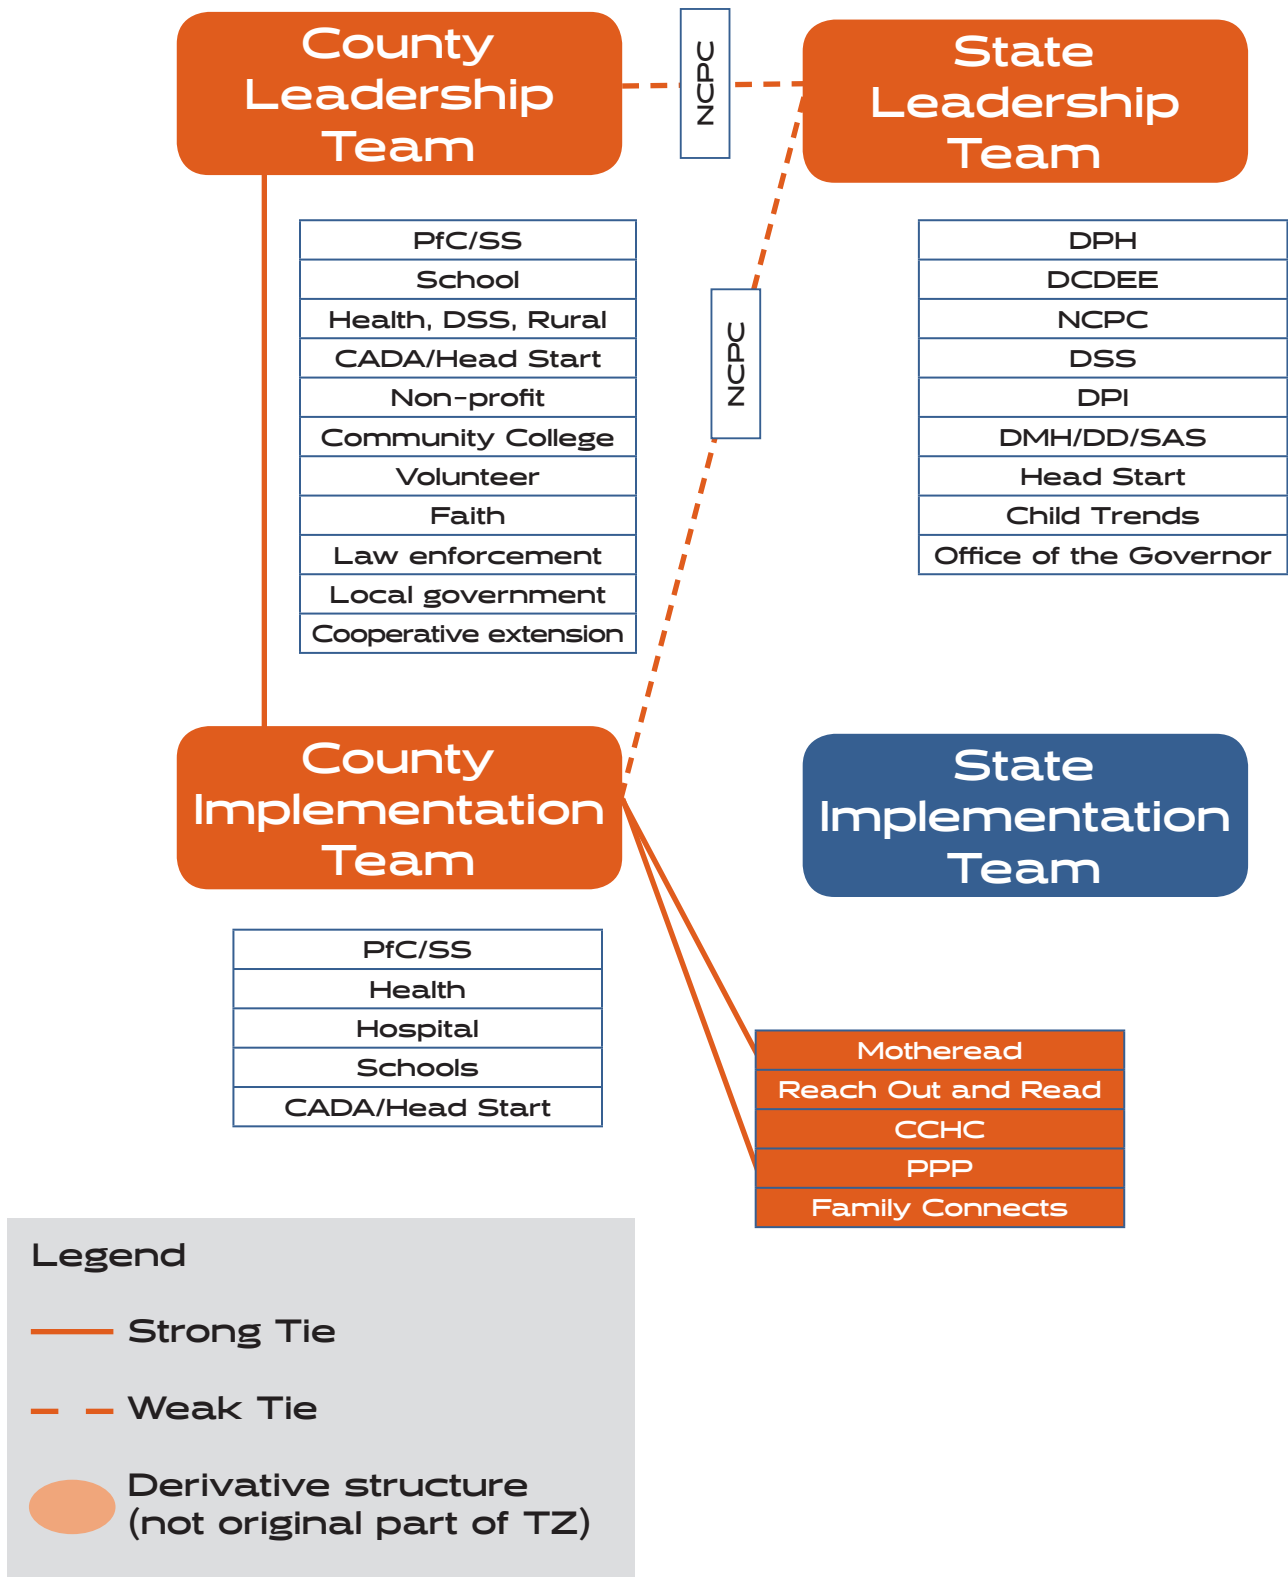 County
Leadership
Team
NCPC
State
Leadership
Team
PfC/SS
School
Health, DSS, Rural
CADA/Head Start
Non-profit
Community College
Volunteer
Faith
Law enforcement
Local government
Cooperative extension
NCPC
DPH
DCDEE
NCPC
DSS
DPI
DMH/DD/SAS
Head Start
Child Trends
Office of the Governor
County
Implementation
Team
State
Implementation
Team
PfC/SS
Health
Hospital
Schools
CADA/Head Start
Motheread
Reach Out and Read
CCHC
PPP
Family Connects
Legend
Strong Tie
Weak Tie
Derivative structure
(not original part of TZ)